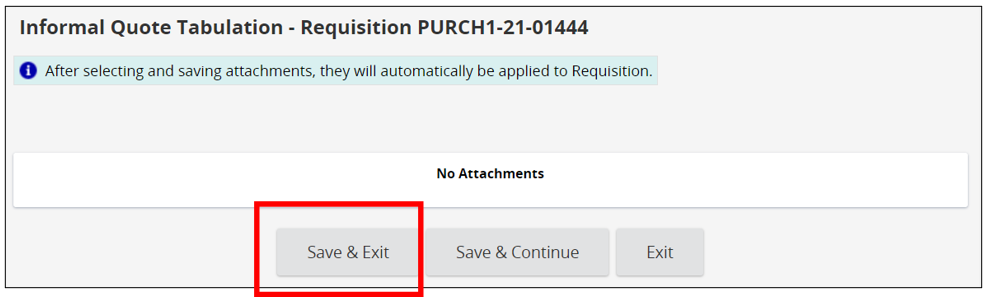 Informal Quote Tabulation - Requisition PURCH1-21-01444
After selecting and saving attachments, they will automatically be applied to Requisition.
No Attachments
Save & Exit Save & Continue Exit